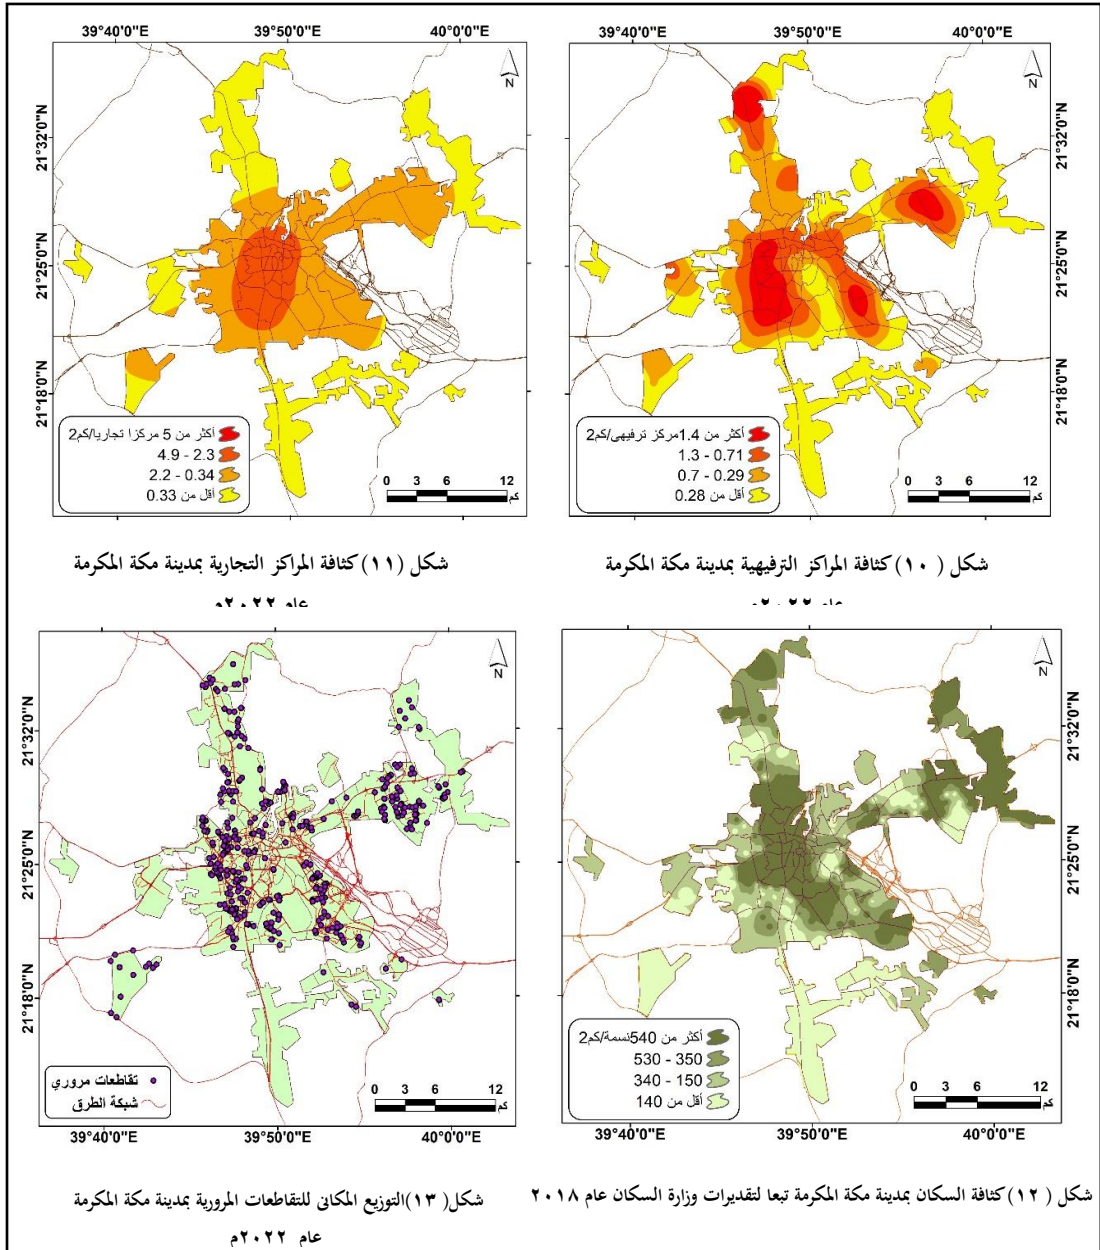 39°40'0"E 39°50'0"E 40°0'0"E
39°40'0"E 39°50'0"E 40°0'0"E
N
N
21°32'0"N
21°25'0"N
21°18'0"N
21°32'0"N
21°25'0"N
21°18'0"N
أكثر من 1.4مركز ترفيهى/كم2
1.3 - 0.71
0.7 - 0.29
أقل من 0.28
0 3 6 12
كم
أكثر من 5 مركزا تجاريا/كم2
4.9 - 2.3
2.2 - 0.34
أقل من 0.33
0 3 6 12
كم
شكل ( ١٠ ) كثافة المراكز الترفيهية بمدينة مكة المكرمة
عام ٢٠٢٢م
شكل (١١) كثافة المراكز التجارية بمدينة مكة المكرمة
عام ٢٠٢٢م
N
N
21°32'0"N
21°25'0"N
21°18'0"N
21°32'0"N
21°25'0"N
21°18'0"N
أكثر من 540نسمة/كم2
530 - 350
340 - 150
أقل من 140
0 3 6 12
كم
تقاطعات مروري
شبكة الطرق
0 3 6 12
كم
39°40'0"E 39°50'0"E 40°0'0"E
39°40'0"E 39°50'0"E 40°0'0"E
شكل ( ١٢) كثافة السكان بمدينة مكة المكرمة تبعا لتقديرات وزارة السكان عام ٢٠١٨
شكل( ١٣)التوزيع المكانى للتقاطعات المرورية بمدينة مكة المكرمة
عام ٢٠٢٢م